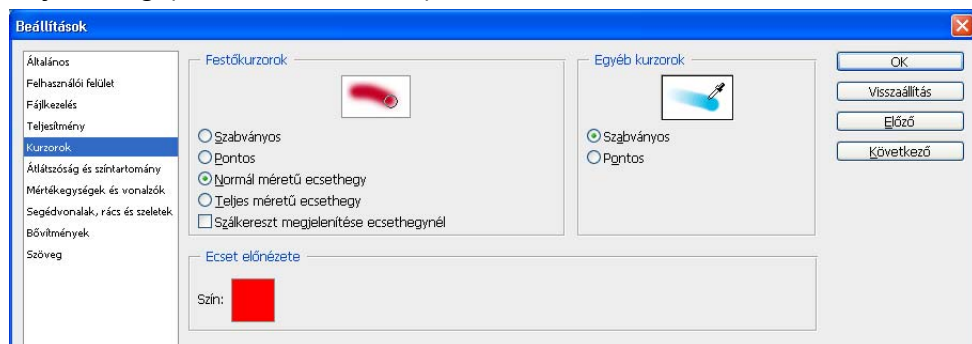 Beállítások
Általános
Felhasználói felület
Fájlkezelés
Teljesítmény
Kurzorok
Átlátszóság és színtartomány
Mértékegységek és vonalzók
Segédvonalak, rács és szeletek
Bővítmények
Szöveg
Festőkurzorok
Szabványos
Pontos
Normál méretű ecsethegy
Teljes méretű ecsethegy
Szálkereszt megjelenítése ecsethegynél
Egyéb kurzorok
Szabványos
Pontos
Ecset előnézete
Szín:
OK
Visszaállítás
Előző
Következő